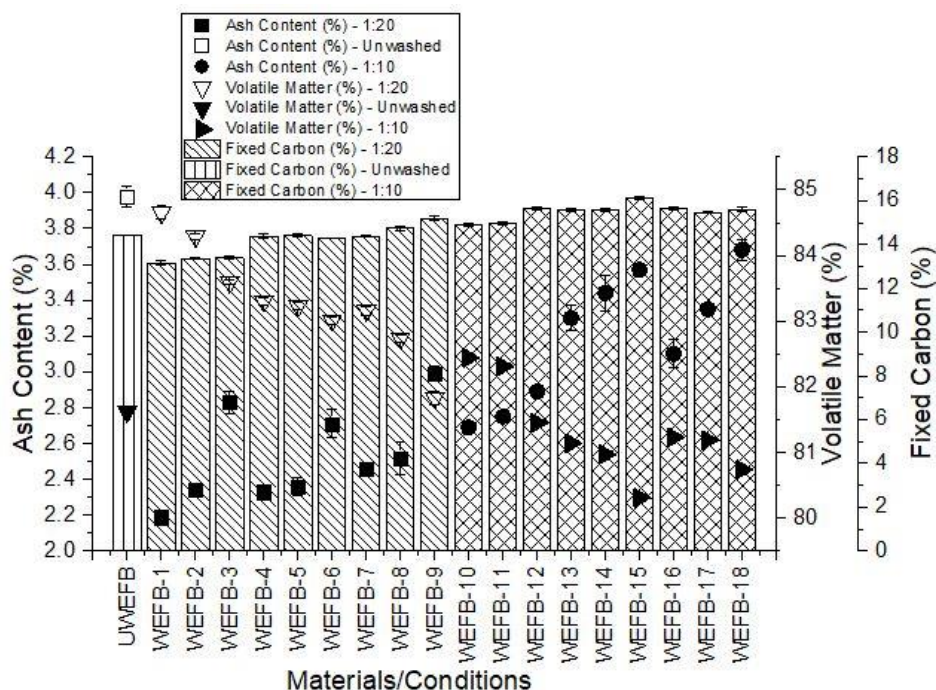 Ash Content (%) - 1:20
Ash Content (%) - Unwashed
Ash Content (%) - 1:10
Volatile Matter (%) - 1:20
Volatile Matter (%) - Unwashed
Volatile Matter (%) - 1:10
Fixed Carbon (%) - 1:20
Fixed Carbon (%) - Unwashed
Fixed Carbon (%) - 1:10
Ash Content (%)
4.2
4.0
3.8
3.6
3.4
3.2
3.0
2.8
2.6
2.4
2.2
2.0
85
84
83
82
81
80
Volatile Matter (%)
18
16
14
12
10
8
6
4
2
0
Fixed Carbon (%)
UWEFB
WEFB-1
WEFB-2
WEFB-3
WEFB-4
WEFB-5
WEFB-6
WEFB-7
WEFB-8
WEFB-9
WEFB-10
WEFB-11
WEFB-12
WEFB-13
WEFB-14
WEFB-15
WEFB-16
WEFB-17
WEFB-18
Materials/Conditions